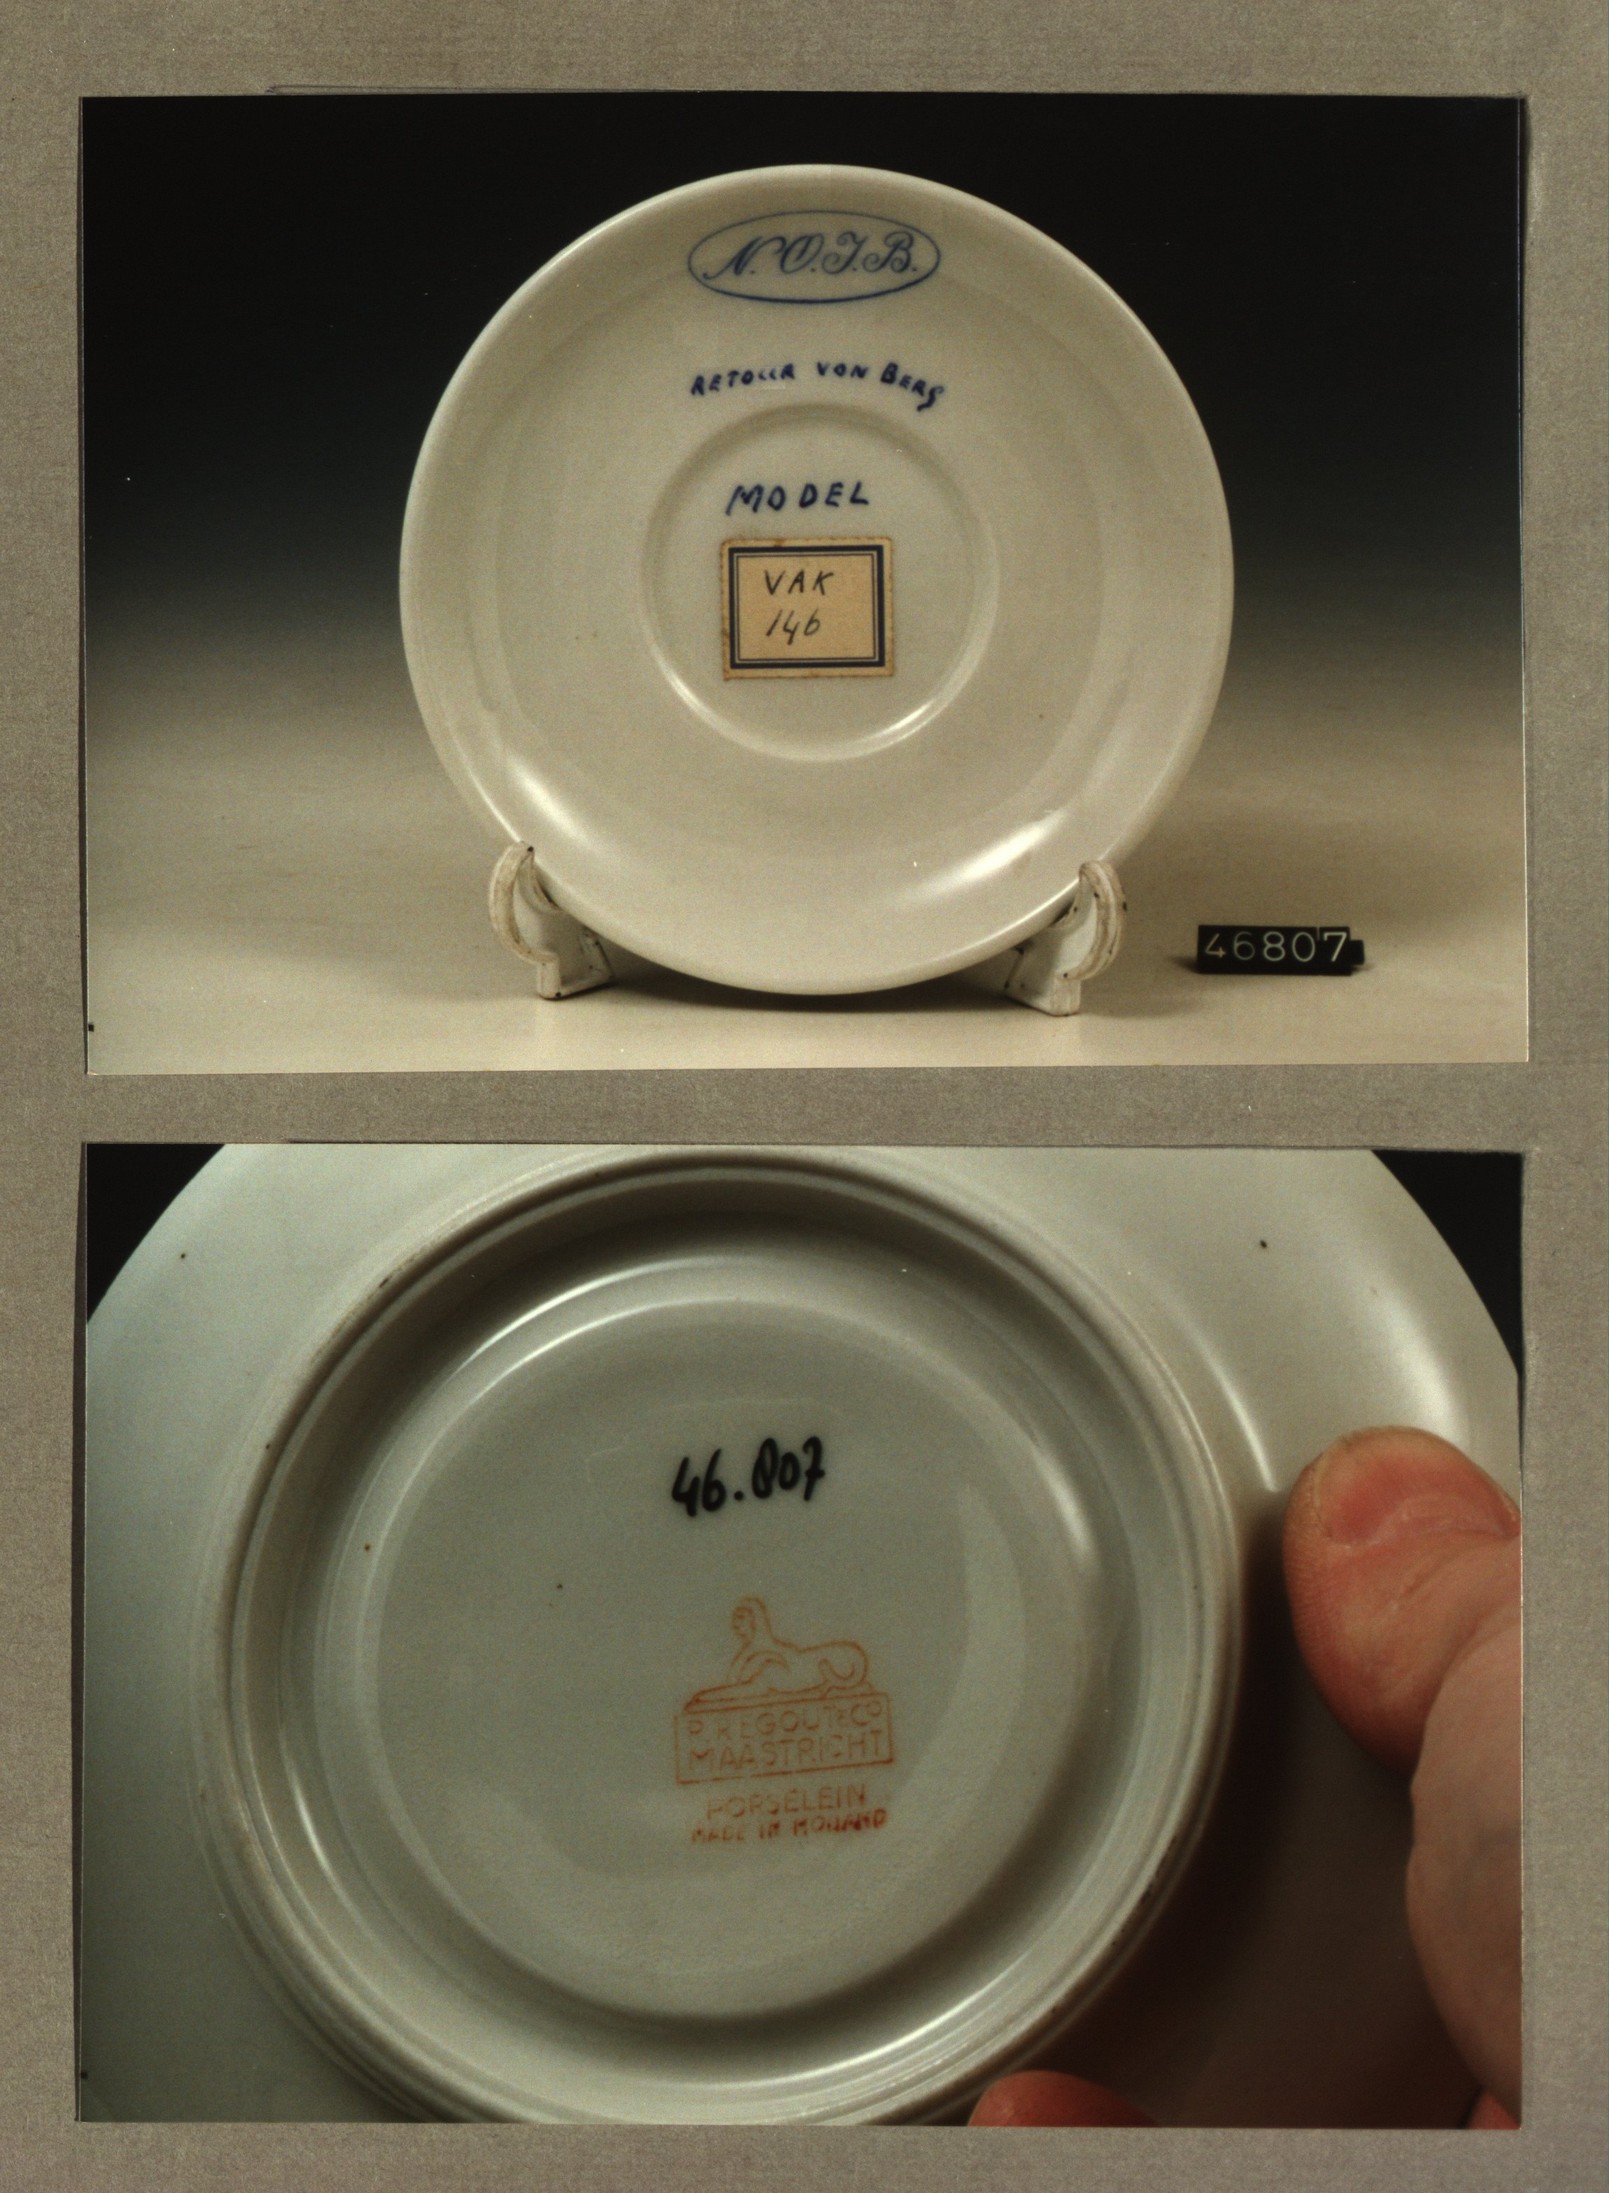 N.O.J.B.
RETOUR VON BERG
MODEL
VAK
146
46807
46.807
P. REGOUT & CO
MAASTRICHT
PORSELEIN
MADE IN HOLLAND